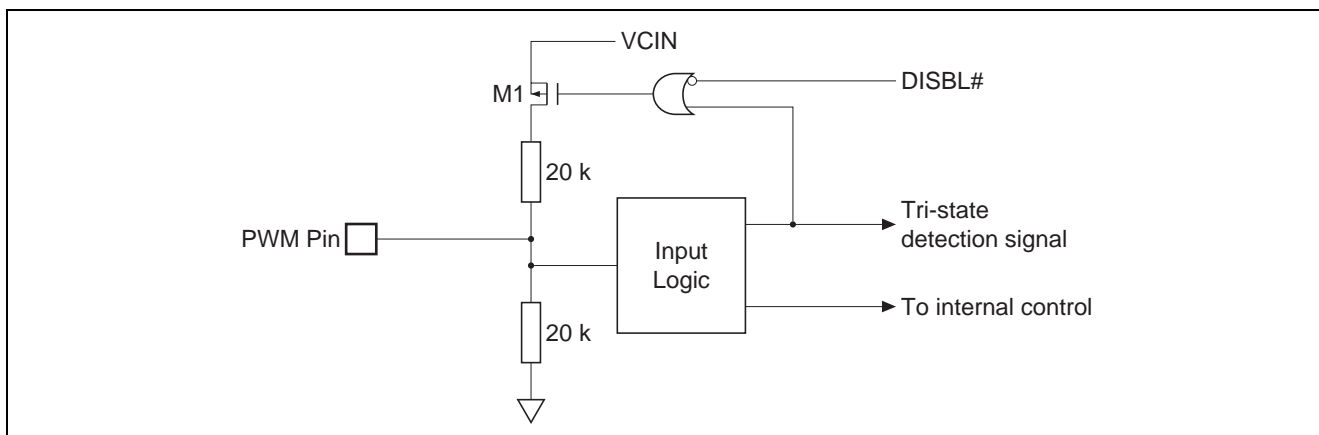 VCIN
M1
DISBL#
20 k
PWM Pin
Input
Logic
Tri-state
detection signal
To internal control
20 k